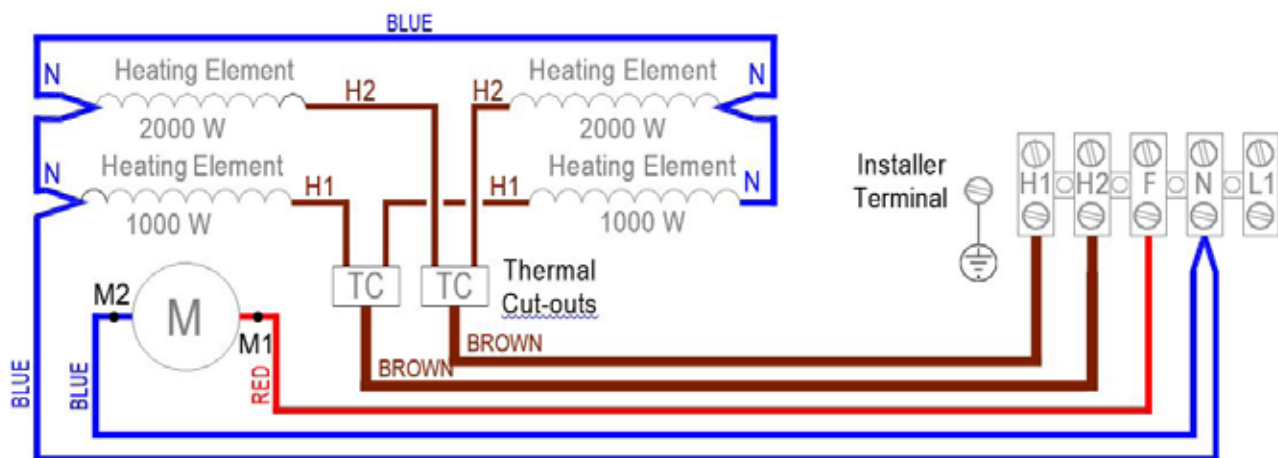 BLUE
N
Heating Element
H2
H2
Heating Element
N
2000 W
2000 W
N
Heating Element
H1
H1
Heating Element
N
1000 W
1000 W
Installer
Terminal
H1
H2
F
N
L1
TC
TC
Thermal
Cut-outs
M2
M
M1
BROWN
BROWN
BLUE
BLUE
RED